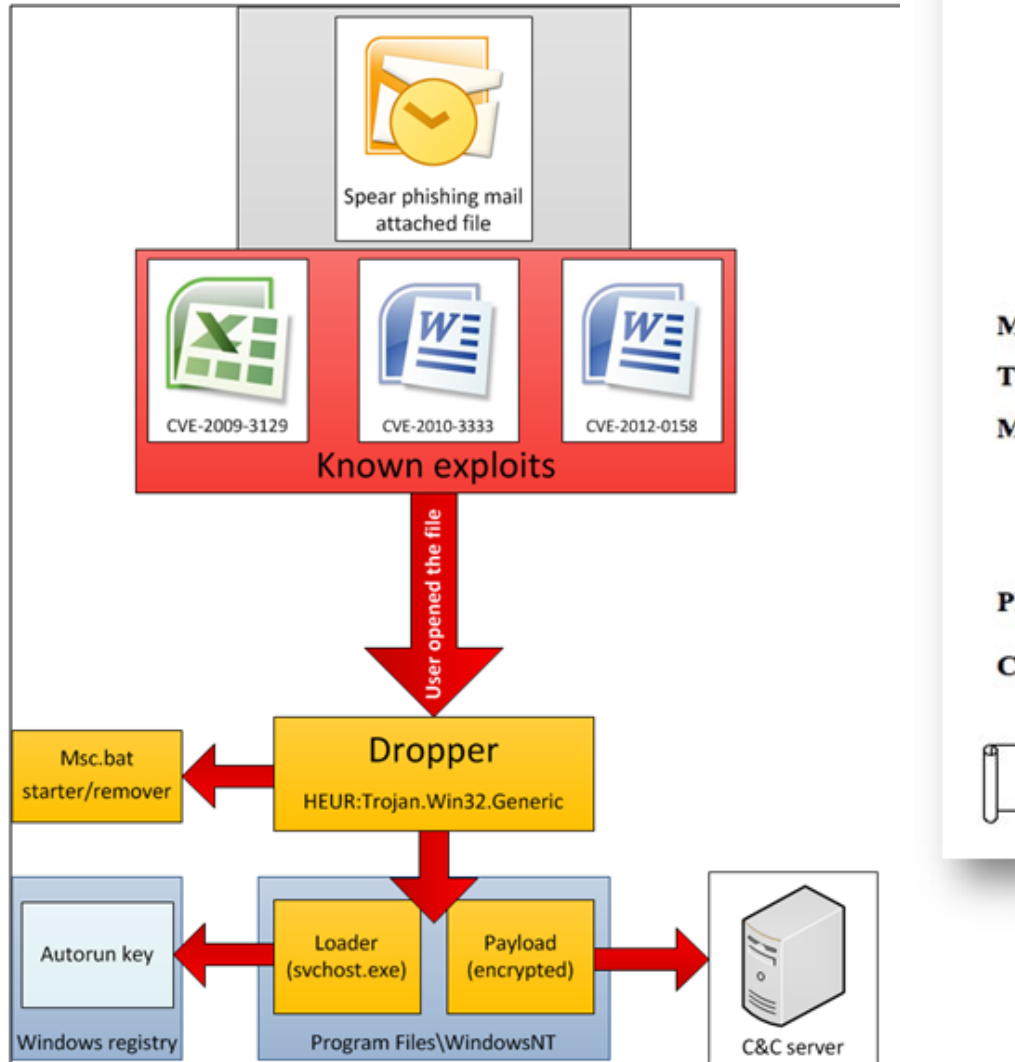 Spear phishing mail
attached file
CVE-2009-3129
CVE-2010-3333
CVE-2012-0158
Known exploits
User opened the file
Dropper
HEUR:Trojan.Win32.Generic
Msc.bat
starter/remover
Autorun key
Windows registry
Loader
(svchost.exe)
Payload
(encrypted)
Program Files\WindowsNT
C&C server
M
T
M
P
C